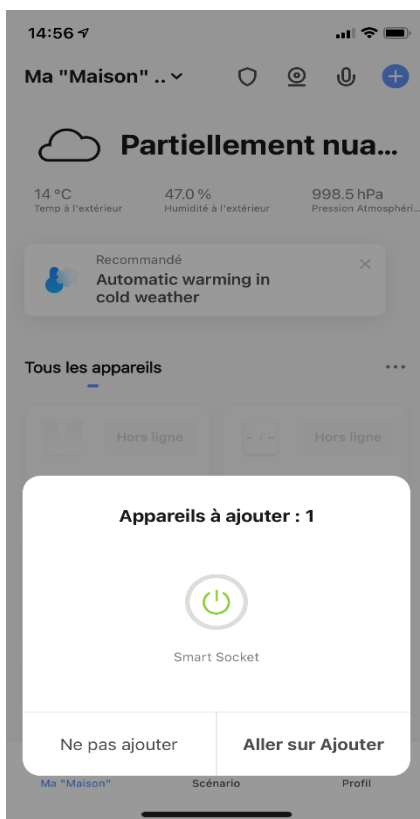 14:56
Ma "Maison" ..
Partiellement nua...
14 °C
Temp à l'extérieur
47.0 %
Humidité à l'extérieur
998.5 hPa
Pression Atmosphéri...
Recommandé
Automatic warming in
cold weather
Tous les appareils
Hors ligne
Hors ligne
Appareils à ajouter : 1
Smart Socket
Ne pas ajouter
Aller sur Ajouter
Ma "Maison"
Scénario
Profil